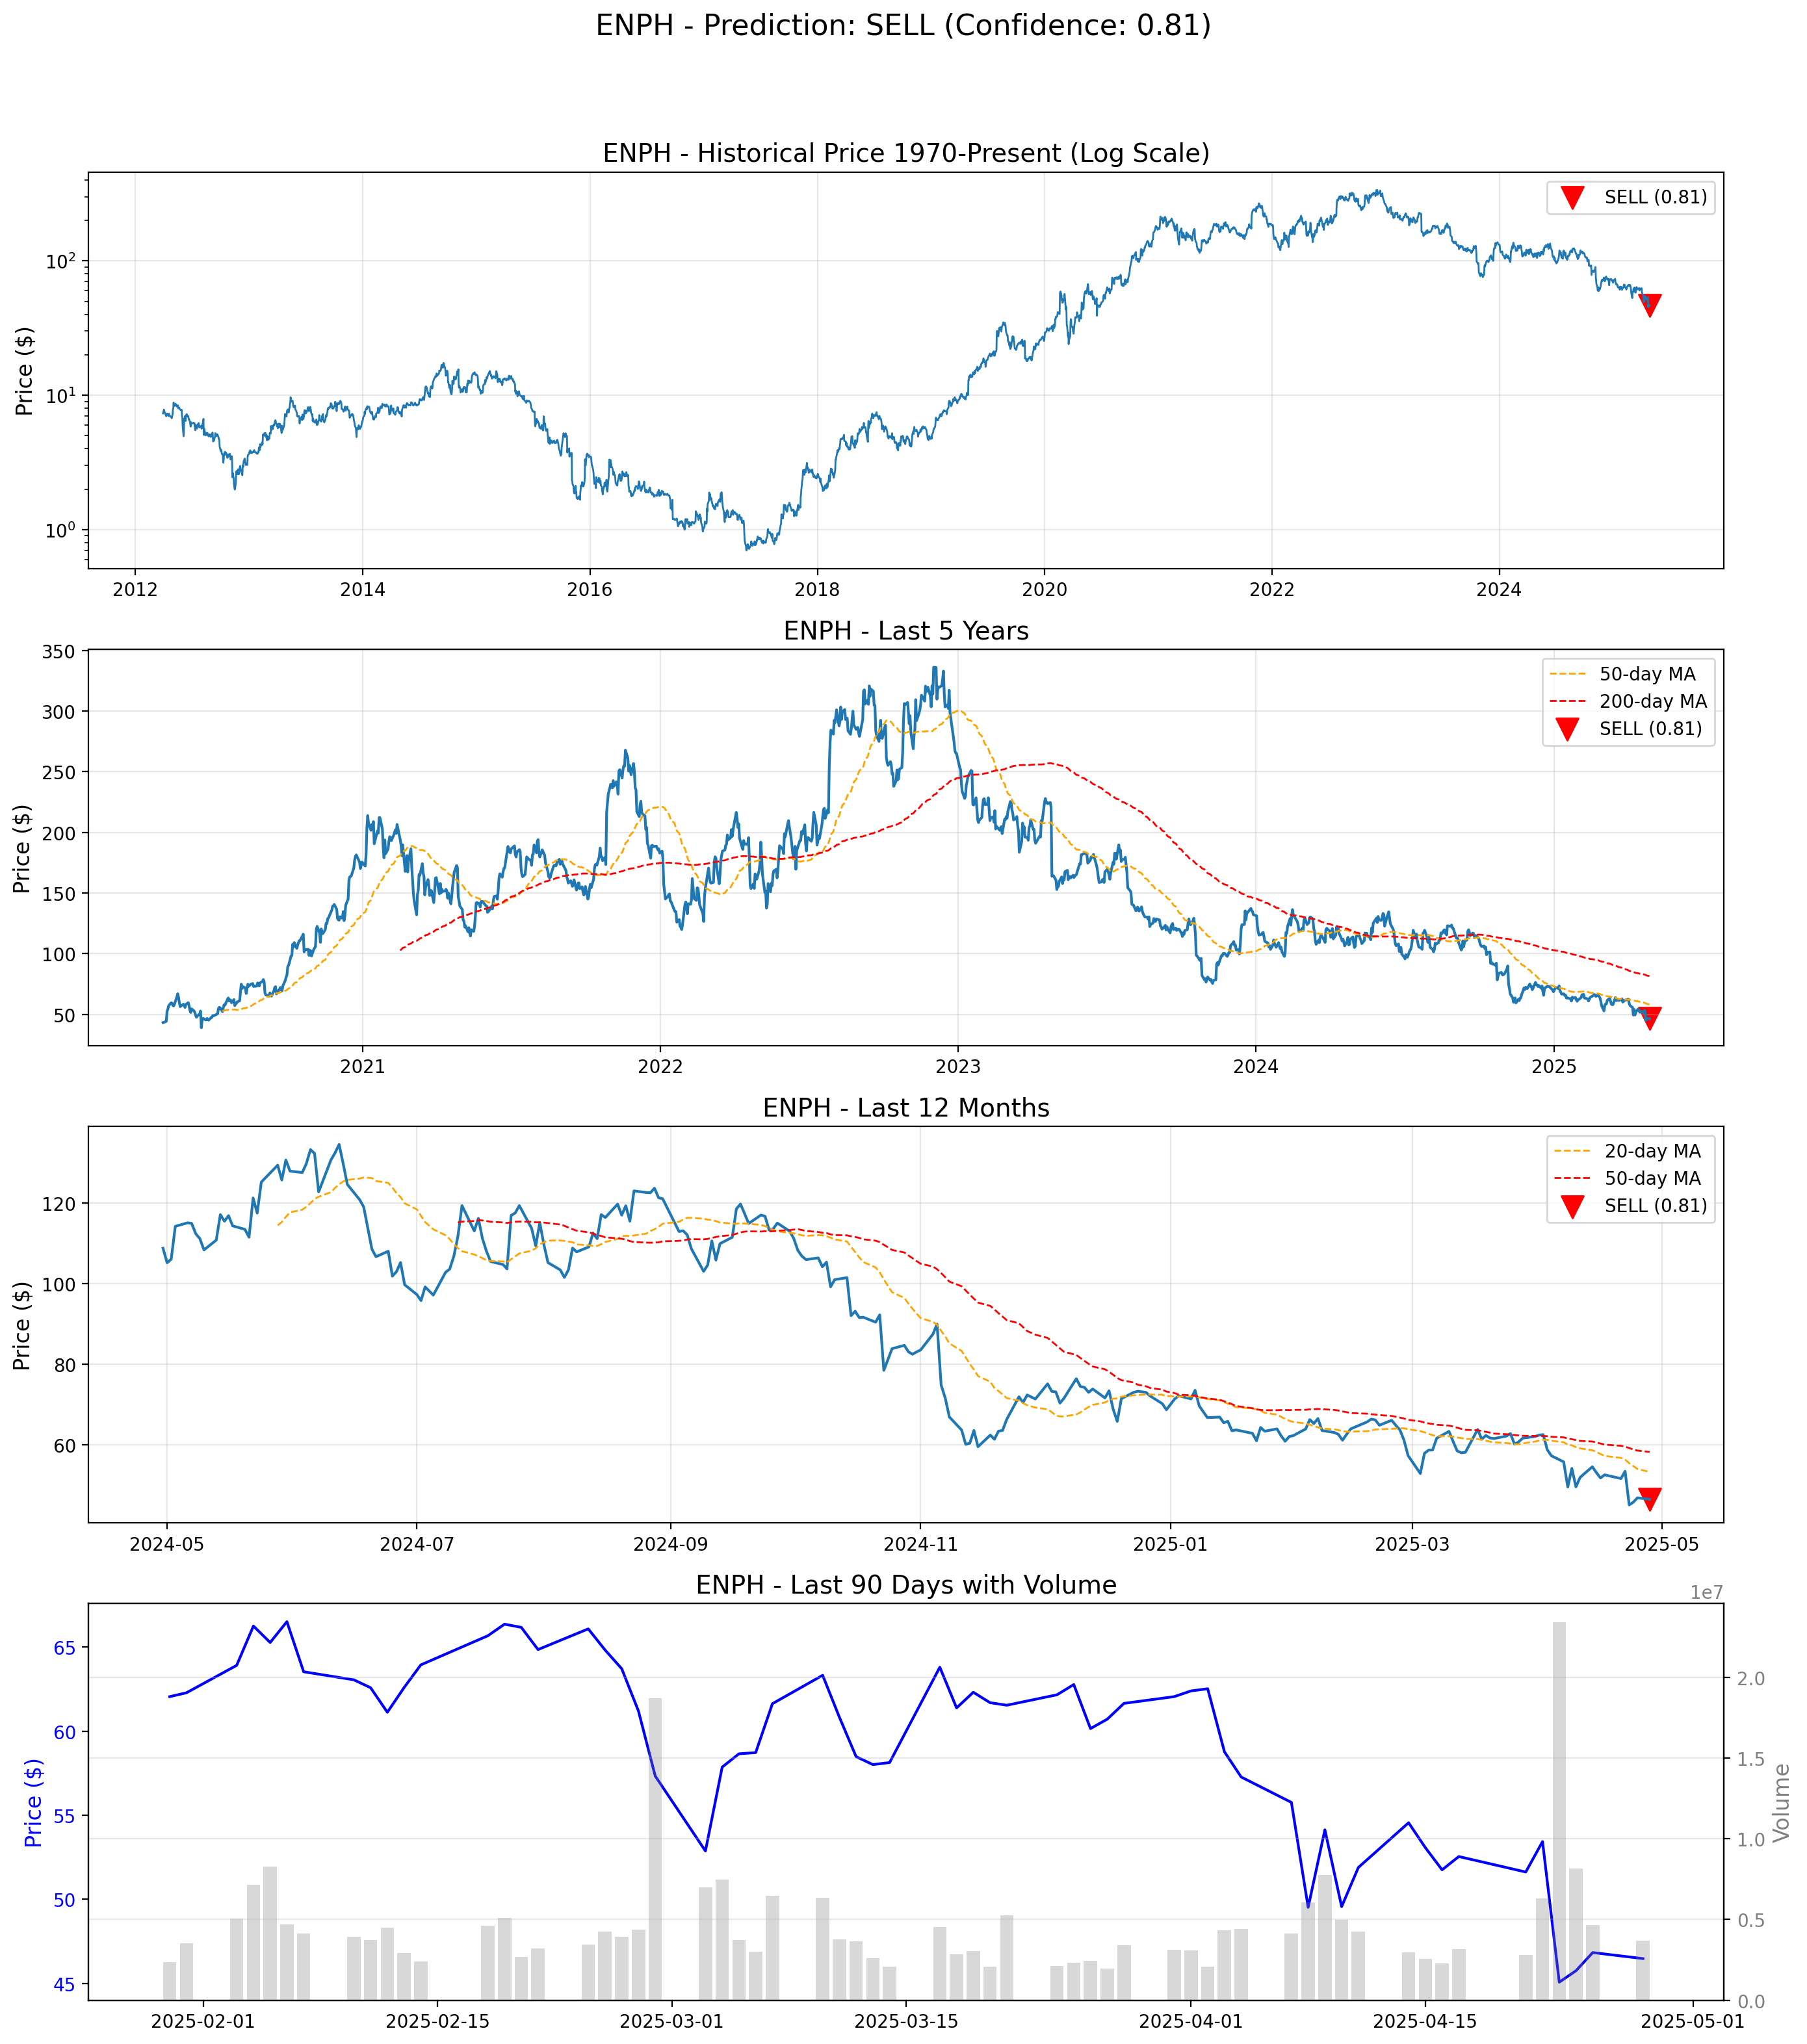 ENPH - Prediction: SELL (Confidence: 0.81)
ENPH - Historical Price 1970-Present (Log Scale)
SELL (0.81)
Price ($)
10²
10¹
10⁰
2012 2014 2016 2018 2020 2022 2024
ENPH - Last 5 Years
50-day MA
200-day MA
SELL (0.81)
Price ($)
350
300
250
200
150
100
50
2021 2022 2023 2024 2025
ENPH - Last 12 Months
20-day MA
50-day MA
SELL (0.81)
Price ($)
120
100
80
60
2024-05 2024-07 2024-09 2024-11 2025-01 2025-03 2025-05
ENPH - Last 90 Days with Volume
1e7
Price ($)
65
60
55
50
45
2.0
1.5
1.0
0.5
0.0
Volume
2025-02-01 2025-02-15 2025-03-01 2025-03-15 2025-04-01 2025-04-15 2025-05-01